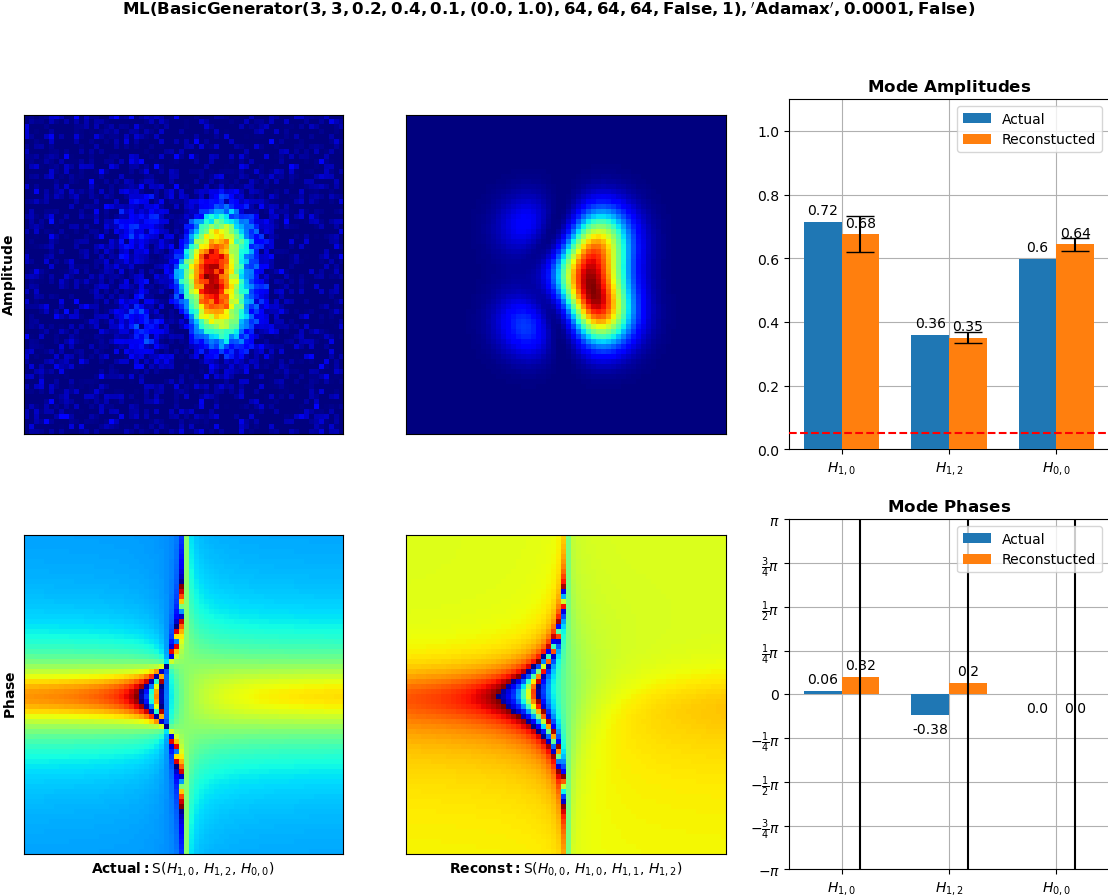 ML(BasicGenerator(3, 3, 0.2, 0.4, 0.1, (0.0, 1.0), 64, 64, 64, False, 1), ′Adamax′, 0.0001, False)
Amplitude
Mode Amplitudes
Actual
Reconstucted
1.0
0.8
0.6
0.4
0.2
0.0
0.72
0.68
0.36
0.35
0.6
0.64
H1,0
H1,2
H0,0
Phase
Mode Phases
Actual
Reconstucted
π
3/4π
1/2π
1/4π
0
−1/4π
−1/2π
−3/4π
−π
0.06
0.32
-0.38
0.2
0.0
0.0
H1,0
H1,2
H0,0
Actual: S(H1,0, H1,2, H0,0)
Reconst: S(H0,0, H1,0, H1,1, H1,2)